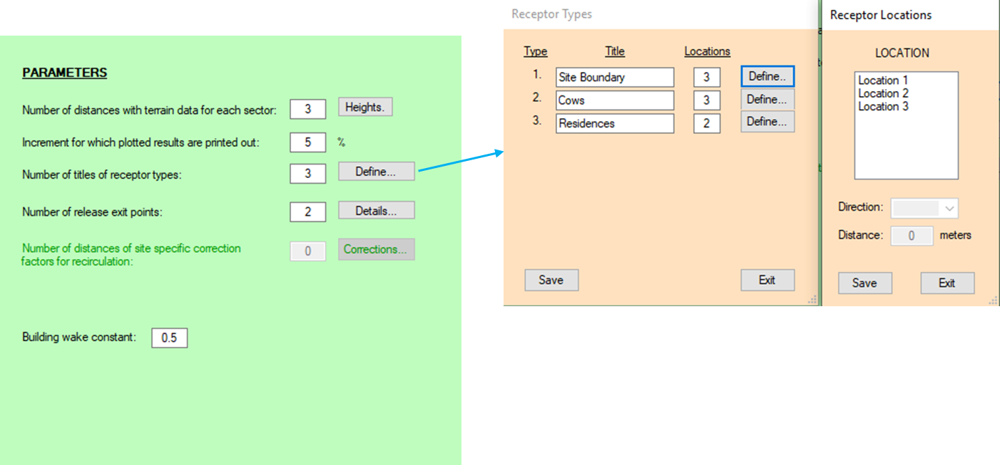 PARAMETERS
Number of distances with terrain data for each sector: 3 Heights.
Increment for which plotted results are printed out: 5 %
Number of titles of receptor types: 3 Define...
Number of release exit points: 2 Details...
Number of distances of site specific correction
factors for recirculation: 0 Corrections...
Building wake constant: 0.5
Receptor Types
Type Title Locations
1. Site Boundary 3 Define..
2. Cows 3 Define...
3. Residences 2 Define...
Save Exit
Receptor Locations
LOCATION
Location 1
Location 2
Location 3
Direction:
Distance: 0 meters
Save Exit